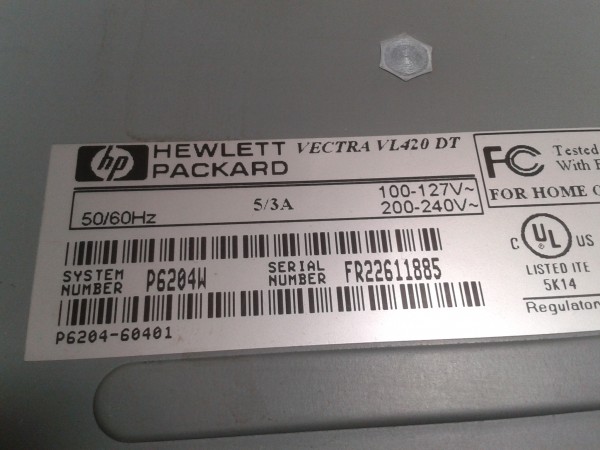 hp HEWLETT PACKARD VECTRA VL420 DT
50/60Hz 5/3A 100-127V~ 200-240V~
SYSTEM NUMBER P6204W SERIAL NUMBER FR22611885
P6204-60401
FC Tested
With
FOR HOME
C UL US
LISTED ITE
5K14